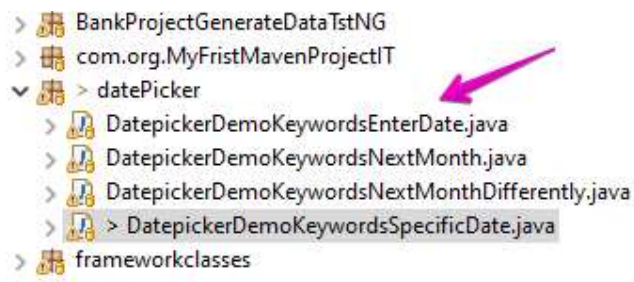 BankProjectGenerateDataTstNG
com.org.MyFristMavenProjectIT
> datePicker
DatepickerDemoKeywordsEnterDate.java
DatepickerDemoKeywordsNextMonth.java
DatepickerDemoKeywordsNextMonthDifferently.java
> DatepickerDemoKeywordsSpecificDate.java
frameworkclasses